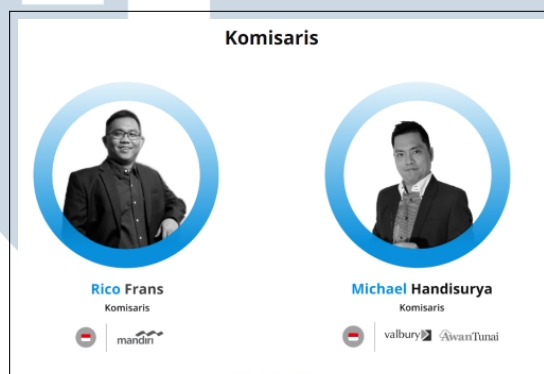 Komisaris
Rico Frans
Komisaris
mandiri
Michael Handisurya
Komisaris
valbury AwanTunai